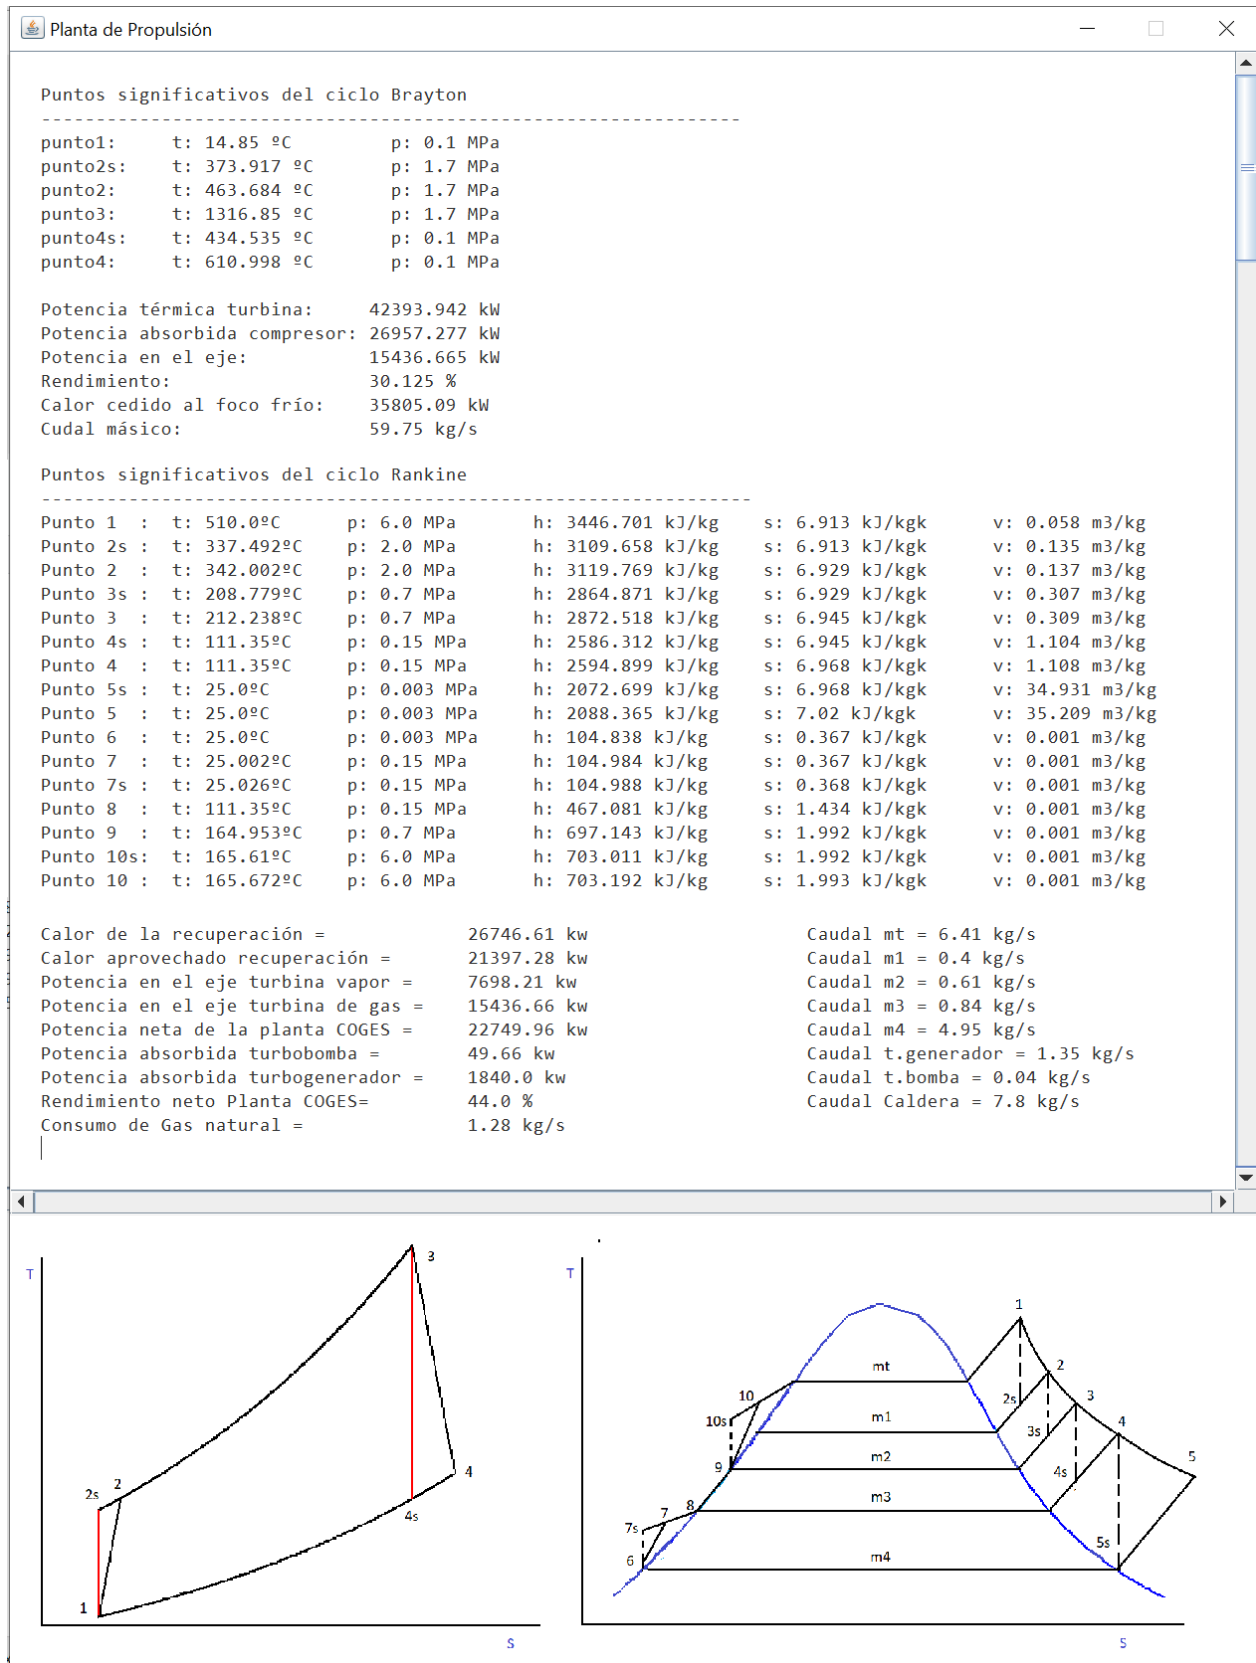 Planta de Propulsión
Puntos significativos del ciclo Brayton
----------------------------------------------------------------
punto1: t: 14.85 ºC p: 0.1 MPa
punto2s: t: 373.917 ºC p: 1.7 MPa
punto2: t: 463.684 ºC p: 1.7 MPa
punto3: t: 1316.85 ºC p: 1.7 MPa
punto4s: t: 434.535 ºC p: 0.1 MPa
punto4: t: 610.998 ºC p: 0.1 MPa
Potencia térmica turbina: 42393.942 kW
Potencia absorbida compresor: 26957.277 kW
Potencia en el eje: 15436.665 kW
Rendimiento: 30.125 %
Calor cedido al foco frío: 35805.09 kW
Cudal másico: 59.75 kg/s
Puntos significativos del ciclo Rankine
-----------------------------------------------------------------
Punto 1 : t: 510.0ºC p: 6.0 MPa h: 3446.701 kJ/kg s: 6.913 kJ/kgk v: 0.058 m3/kg
Punto 2s : t: 337.492ºC p: 2.0 MPa h: 3109.658 kJ/kg s: 6.913 kJ/kgk v: 0.135 m3/kg
Punto 2 : t: 342.002ºC p: 2.0 MPa h: 3119.769 kJ/kg s: 6.929 kJ/kgk v: 0.137 m3/kg
Punto 3s : t: 208.779ºC p: 0.7 MPa h: 2864.871 kJ/kg s: 6.929 kJ/kgk v: 0.307 m3/kg
Punto 3 : t: 212.238ºC p: 0.7 MPa h: 2872.518 kJ/kg s: 6.945 kJ/kgk v: 0.309 m3/kg
Punto 4s : t: 111.35ºC p: 0.15 MPa h: 2586.312 kJ/kg s: 6.945 kJ/kgk v: 1.104 m3/kg
Punto 4 : t: 111.35ºC p: 0.15 MPa h: 2594.899 kJ/kg s: 6.968 kJ/kgk v: 1.108 m3/kg
Punto 5s : t: 25.0ºC p: 0.003 MPa h: 2072.699 kJ/kg s: 6.968 kJ/kgk v: 34.931 m3/kg
Punto 5 : t: 25.0ºC p: 0.003 MPa h: 2088.365 kJ/kg s: 7.02 kJ/kgk v: 35.209 m3/kg
Punto 6 : t: 25.0ºC p: 0.003 MPa h: 104.838 kJ/kg s: 0.367 kJ/kgk v: 0.001 m3/kg
Punto 7 : t: 25.002ºC p: 0.15 MPa h: 104.984 kJ/kg s: 0.367 kJ/kgk v: 0.001 m3/kg
Punto 7s : t: 25.026ºC p: 0.15 MPa h: 104.988 kJ/kg s: 0.368 kJ/kgk v: 0.001 m3/kg
Punto 8 : t: 111.35ºC p: 0.15 MPa h: 467.081 kJ/kg s: 1.434 kJ/kgk v: 0.001 m3/kg
Punto 9 : t: 164.953ºC p: 0.7 MPa h: 697.143 kJ/kg s: 1.992 kJ/kgk v: 0.001 m3/kg
Punto 10s: t: 165.61ºC p: 6.0 MPa h: 703.011 kJ/kg s: 1.992 kJ/kgk v: 0.001 m3/kg
Punto 10 : t: 165.672ºC p: 6.0 MPa h: 703.192 kJ/kg s: 1.993 kJ/kgk v: 0.001 m3/kg
Calor de la recuperación = 26746.61 kw Caudal mt = 6.41 kg/s
Calor aprovechado recuperación = 21397.28 kw Caudal m1 = 0.4 kg/s
Potencia en el eje turbina vapor = 7698.21 kw Caudal m2 = 0.61 kg/s
Potencia en el eje turbina de gas = 15436.66 kw Caudal m3 = 0.84 kg/s
Potencia neta de la planta COGES = 22749.96 kw Caudal m4 = 4.95 kg/s
Potencia absorbida turbobomba = 49.66 kw Caudal t.generador = 1.35 kg/s
Potencia absorbida turbogenerador = 1840.0 kw Caudal t.bomba = 0.04 kg/s
Rendimiento neto Planta COGES= 44.0 % Caudal Caldera = 7.8 kg/s
Consumo de Gas natural = 1.28 kg/s
T
3
2s
2
4
4s
1
S
T
1
mt
2
10
2s
3
10s
m1
3s
4
9
m2
4s
5
8
m3
7
7s
5s
6
m4
S